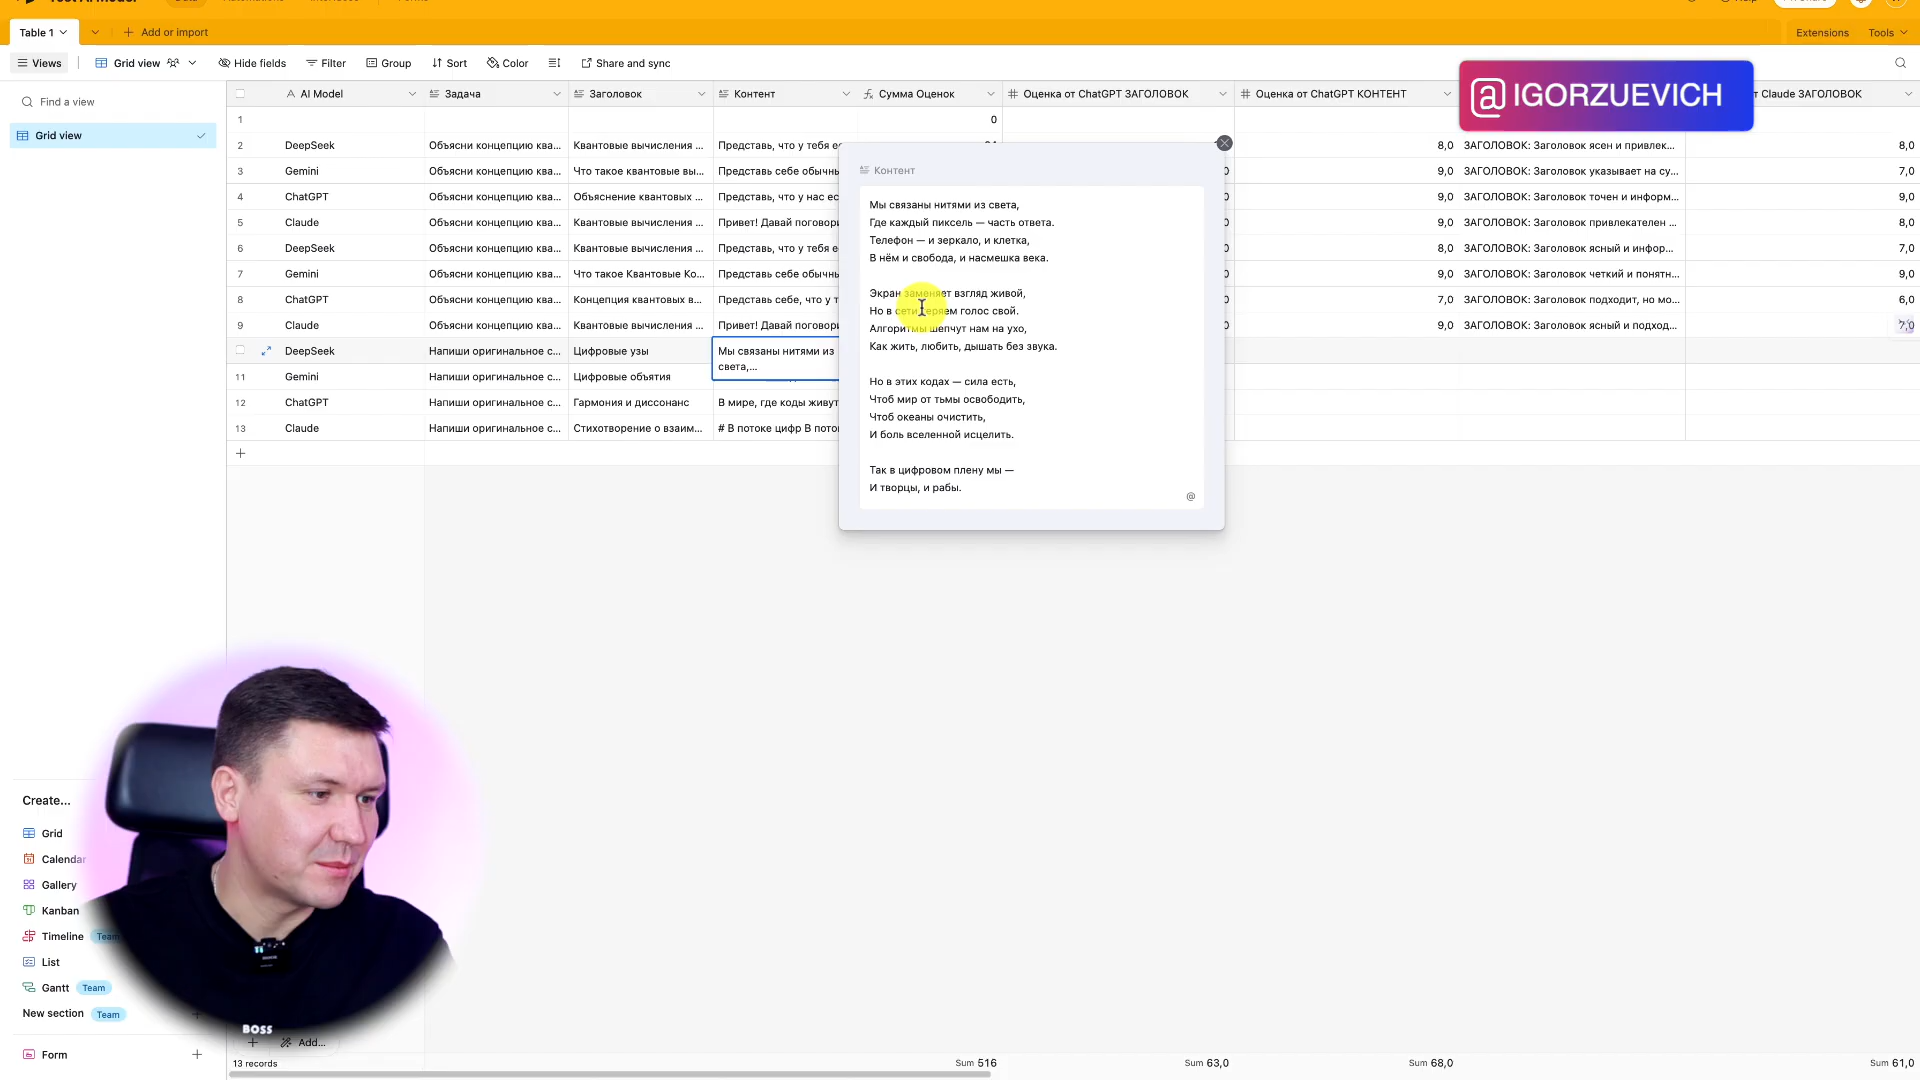 Table 1
Add or import
Extensions
Tools
Views
Grid view
Hide fields
Filter
Group
Sort
Color
Share and sync
@IGORZUEVICH
Find a view
Grid view
AI Model
Задача
Заголовок
Контент
Сумма Оценок
Оценка от ChatGPT ЗАГОЛОВОК
Оценка от ChatGPT КОНТЕНТ
т Claude ЗАГОЛОВОК
1
0
2 DeepSeek Объясни концепцию ква... Квантовые вычисления ... Представь, что у тебя е 8,0 ЗАГОЛОВОК: Заголовок ясен и привлек... 8,0
3 Gemini Объясни концепцию ква... Что такое квантовые вы... Представь себе обычны 9,0 ЗАГОЛОВОК: Заголовок указывает на су... 7,0
4 ChatGPT Объясни концепцию ква... Объяснение квантовых ... Представь, что у нас ес 9,0 ЗАГОЛОВОК: Заголовок точен и информ... 9,0
5 Claude Объясни концепцию ква... Квантовые вычисления ... Привет! Давай поговори 9,0 ЗАГОЛОВОК: Заголовок привлекателен ... 8,0
6 DeepSeek Объясни концепцию ква... Квантовые вычисления ... Представь, что у тебя е 8,0 ЗАГОЛОВОК: Заголовок ясный и инфор... 7,0
7 Gemini Объясни концепцию ква... Что такое Квантовые Ко... Представь себе обычны 9,0 ЗАГОЛОВОК: Заголовок четкий и понятн... 9,0
8 ChatGPT Объясни концепцию ква... Концепция квантовых в... Представь себе, что у т 7,0 ЗАГОЛОВОК: Заголовок подходит, но мо... 6,0
9 Claude Объясни концепцию ква... Квантовые вычисления ... Привет! Давай поговори 9,0 ЗАГОЛОВОК: Заголовок ясный и подход... 7,0
DeepSeek Напиши оригинальное с... Цифровые узы Мы связаны нитями из
света,...
11 Gemini Напиши оригинальное с... Цифровые объятия
12 ChatGPT Напиши оригинальное с... Гармония и диссонанс В мире, где коды живут
13 Claude Напиши оригинальное с... Стихотворение о взаим... # В потоке цифр В пото
Контент
Мы связаны нитями из света,
Где каждый пиксель — часть ответа.
Телефон — и зеркало, и клетка,
В нём и свобода, и насмешка века.
Экран заменяет взгляд живой,
Но в сети теряем голос свой.
Алгоритмы шепчут нам на ухо,
Как жить, любить, дышать без звука.
Но в этих кодах — сила есть,
Чтоб мир от тьмы освободить,
Чтоб океаны очистить,
И боль вселенной исцелить.
Так в цифровом плену мы —
И творцы, и рабы.
@
Create...
Grid
Calendar
Gallery
Kanban
Timeline
List
Gantt Team
New section Team
Form
BOSS
Add...
13 records
Sum 516
Sum 63,0
Sum 68,0
Sum 61,0